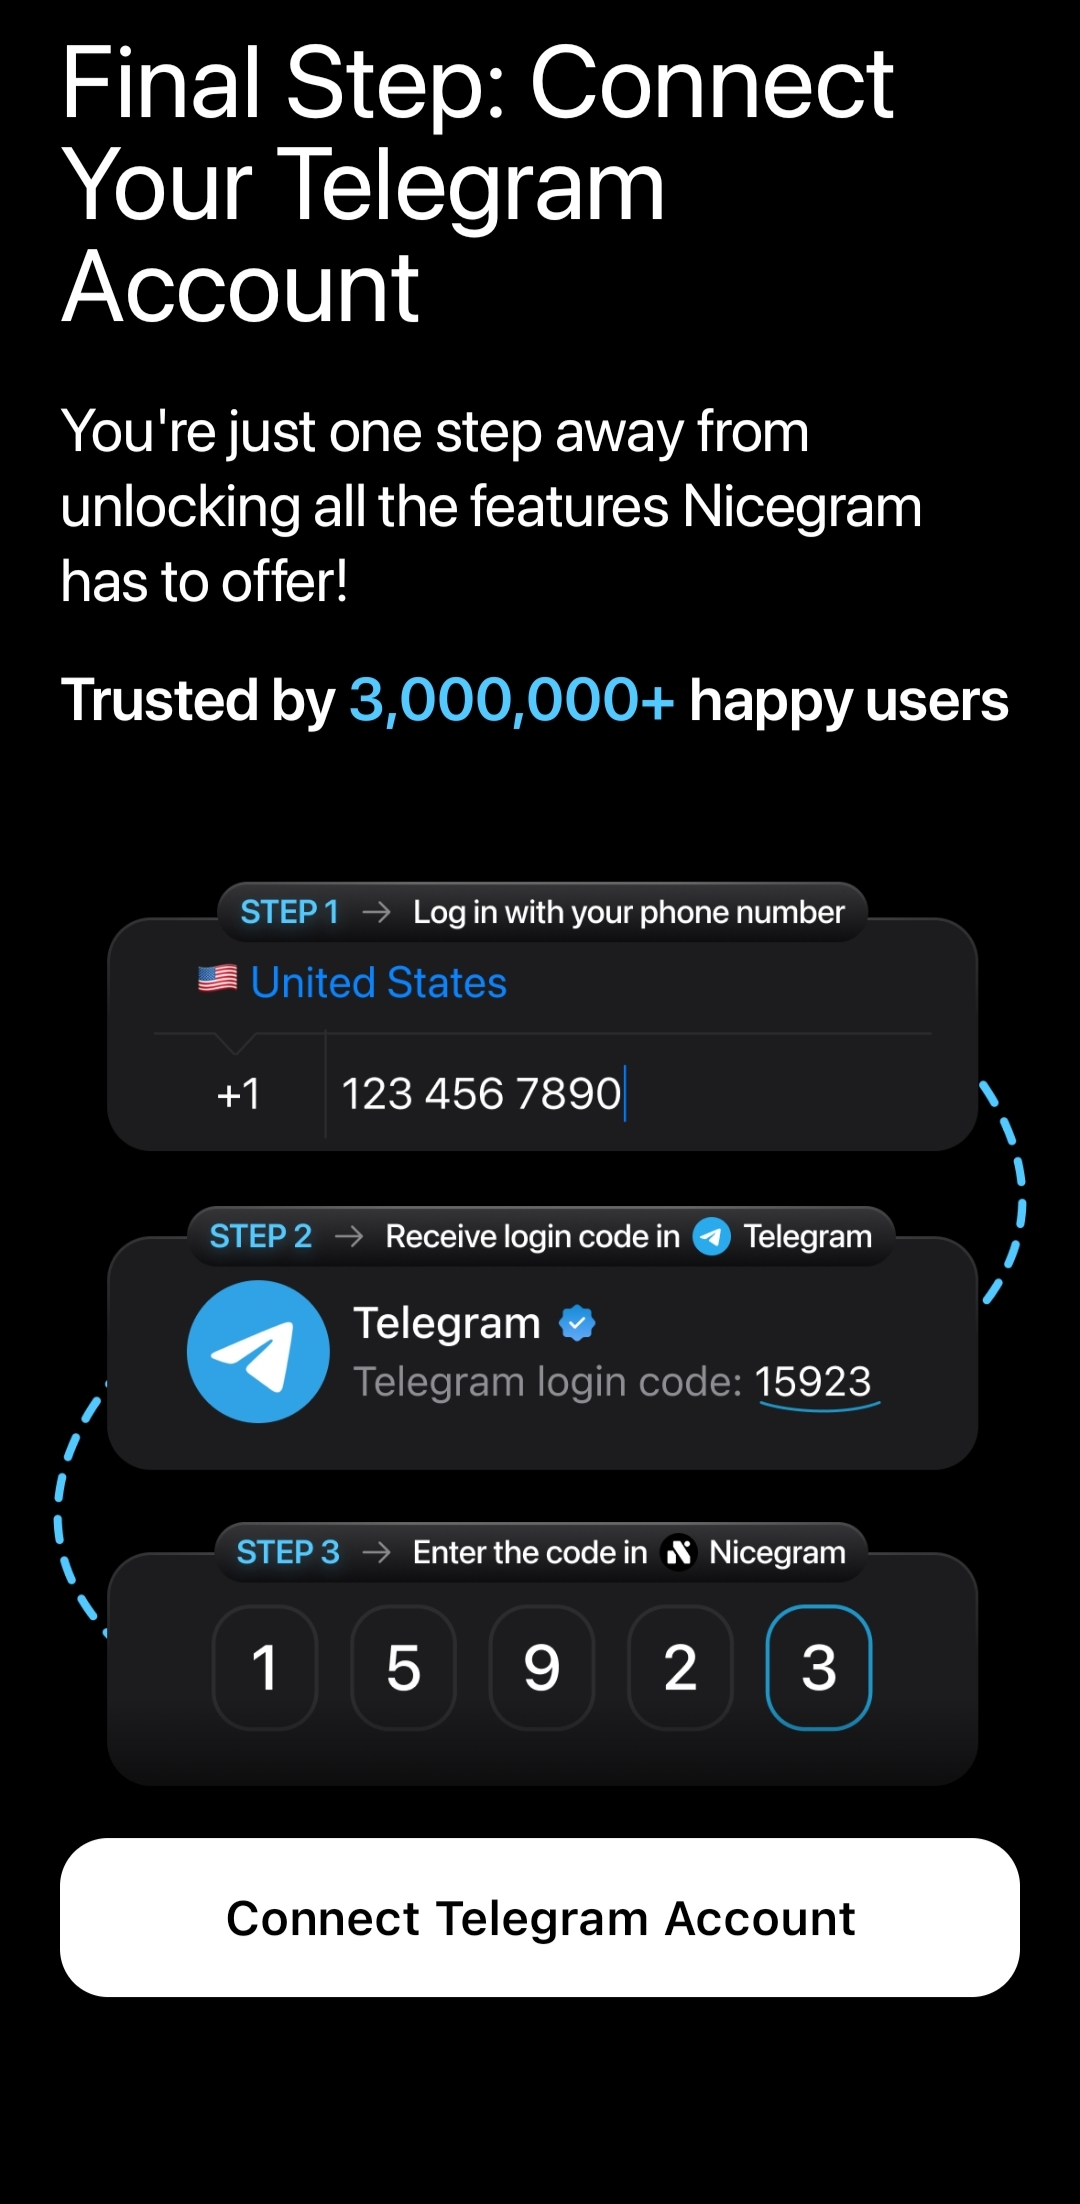 Final Step: Connect
Your Telegram
Account
You're just one step away from
unlocking all the features Nicegram
has to offer!
Trusted by 3,000,000+ happy users
STEP 1 → Log in with your phone number
United States
+1 123 456 7890
STEP 2 → Receive login code in Telegram
Telegram
Telegram login code: 15923
STEP 3 → Enter the code in Nicegram
1 5 9 2 3
Connect Telegram Account